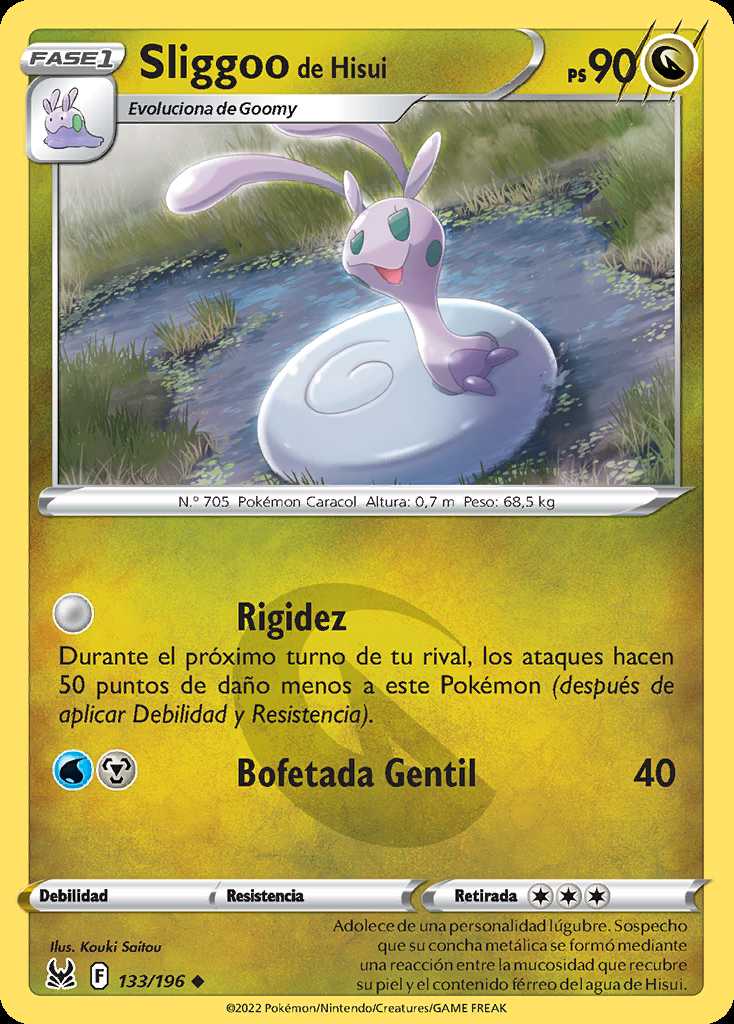 FASE 1
Sliggoo de Hisui
PS 90
Evoluciona de Goomy
N.º 705 Pokémon Caracol Altura: 0,7 m Peso: 68,5 kg
Rigidez
Durante el próximo turno de tu rival, los ataques hacen
50 puntos de daño menos a este Pokémon (después de
aplicar Debilidad y Resistencia).
Bofetada Gentil 40
Debilidad Resistencia Retirada
Ilus. Kouki Saitou
F 133/196
Adolece de una personalidad lúgubre. Sospecho
que su concha metálica se formó mediante
una reacción entre la mucosidad que recubre
su piel y el contenido férreo del agua de Hisui.
©2022 Pokémon/Nintendo/Creatures/GAME FREAK